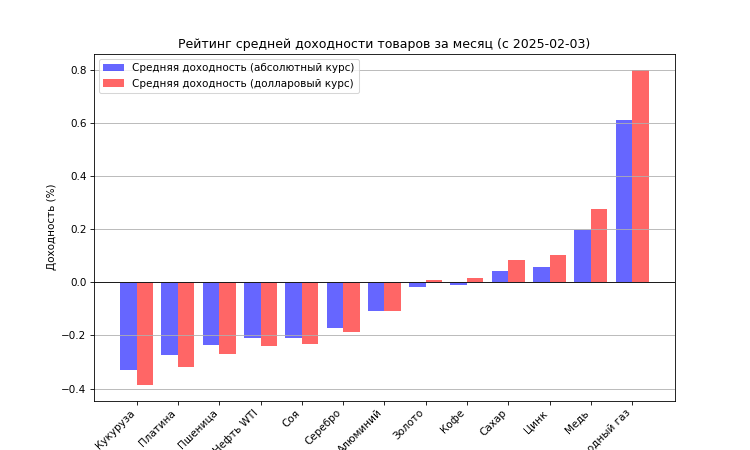 Рейтинг средней доходности товаров за месяц (с 2025-02-03)
Средняя доходность (абсолютный курс)
Средняя доходность (долларовый курс)
Доходность (%)
0.8
0.6
0.4
0.2
0.0
−0.2
−0.4
Кукуруза
Платина
Пшеница
Нефть WTI
Соя
Серебро
Алюминий
Золото
Кофе
Сахар
Цинк
Медь
газ